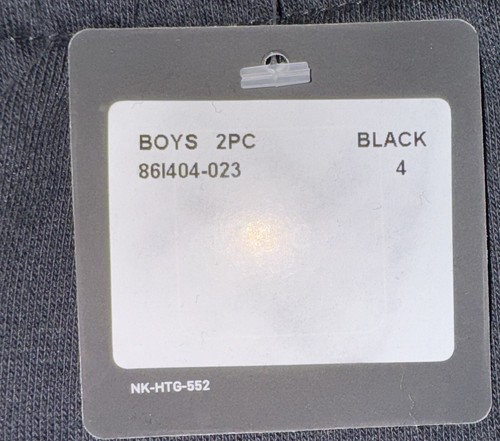 BOYS 2PC BLACK
86I404-023 4
NK-HTG-552